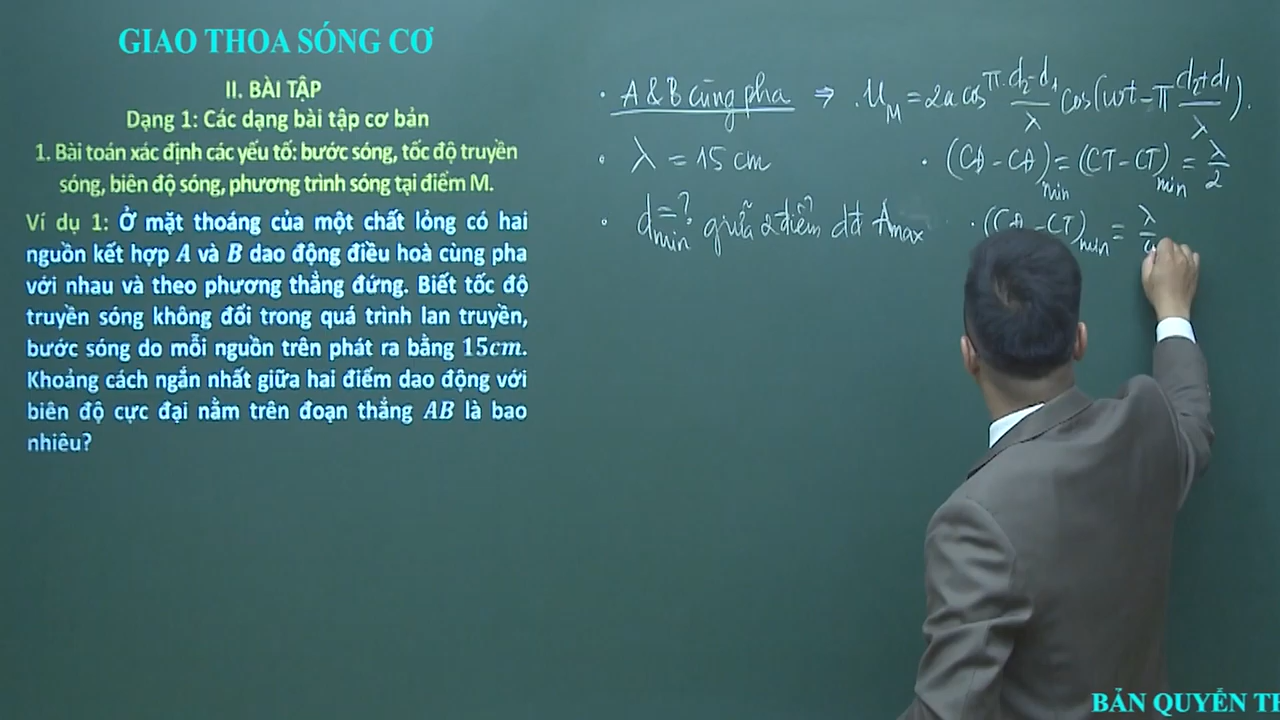 GIAO THOA SÓNG CƠ
II. BÀI TẬP
Dạng 1: Các dạng bài tập cơ bản
1. Bài toán xác định các yếu tố: bước sóng, tốc độ truyền
sóng, biên độ sóng, phương trình sóng tại điểm M.
Ví dụ 1: Ở mặt thoáng của một chất lỏng có hai
nguồn kết hợp A và B dao động điều hoà cùng pha
với nhau và theo phương thẳng đứng. Biết tốc độ
truyền sóng không đổi trong quá trình lan truyền,
bước sóng do mỗi nguồn trên phát ra bằng 15cm.
Khoảng cách ngắn nhất giữa hai điểm dao động với
biên độ cực đại nằm trên đoạn thẳng AB là bao
nhiêu?
• A & B cùng pha ⇒ . u_M = 2a cos π. (d₂-d₁)/λ cos(ωt - π (d₂+d₁)/λ).
• λ = 15 cm
• (CĐ - CĐ)min = (CT - CT)min = λ/2
• dmin = ? giữa 2 điểm dđ Amax
• (CĐ - CT)min = λ/
BẢN QUYỀN